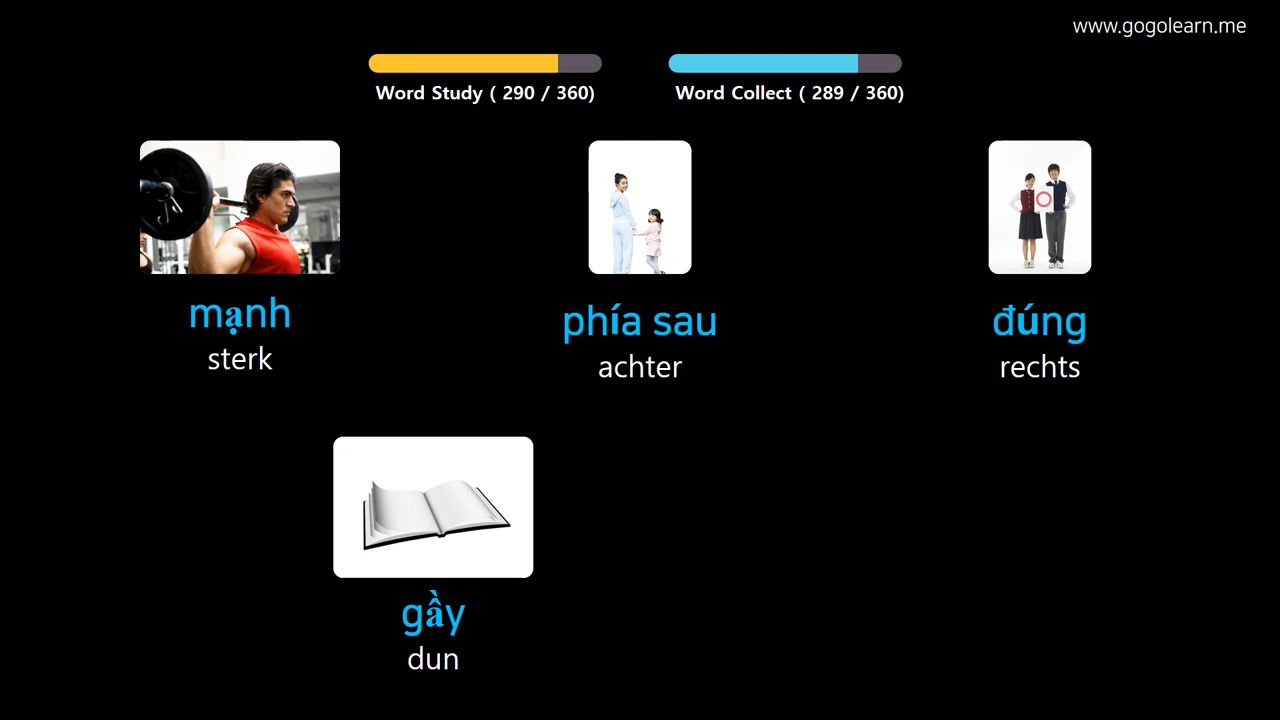 www.gogolearn.me
Word Study ( 290 / 360)
Word Collect ( 289 / 360)
mạnh
sterk
phía sau
achter
đúng
rechts
gầy
dun